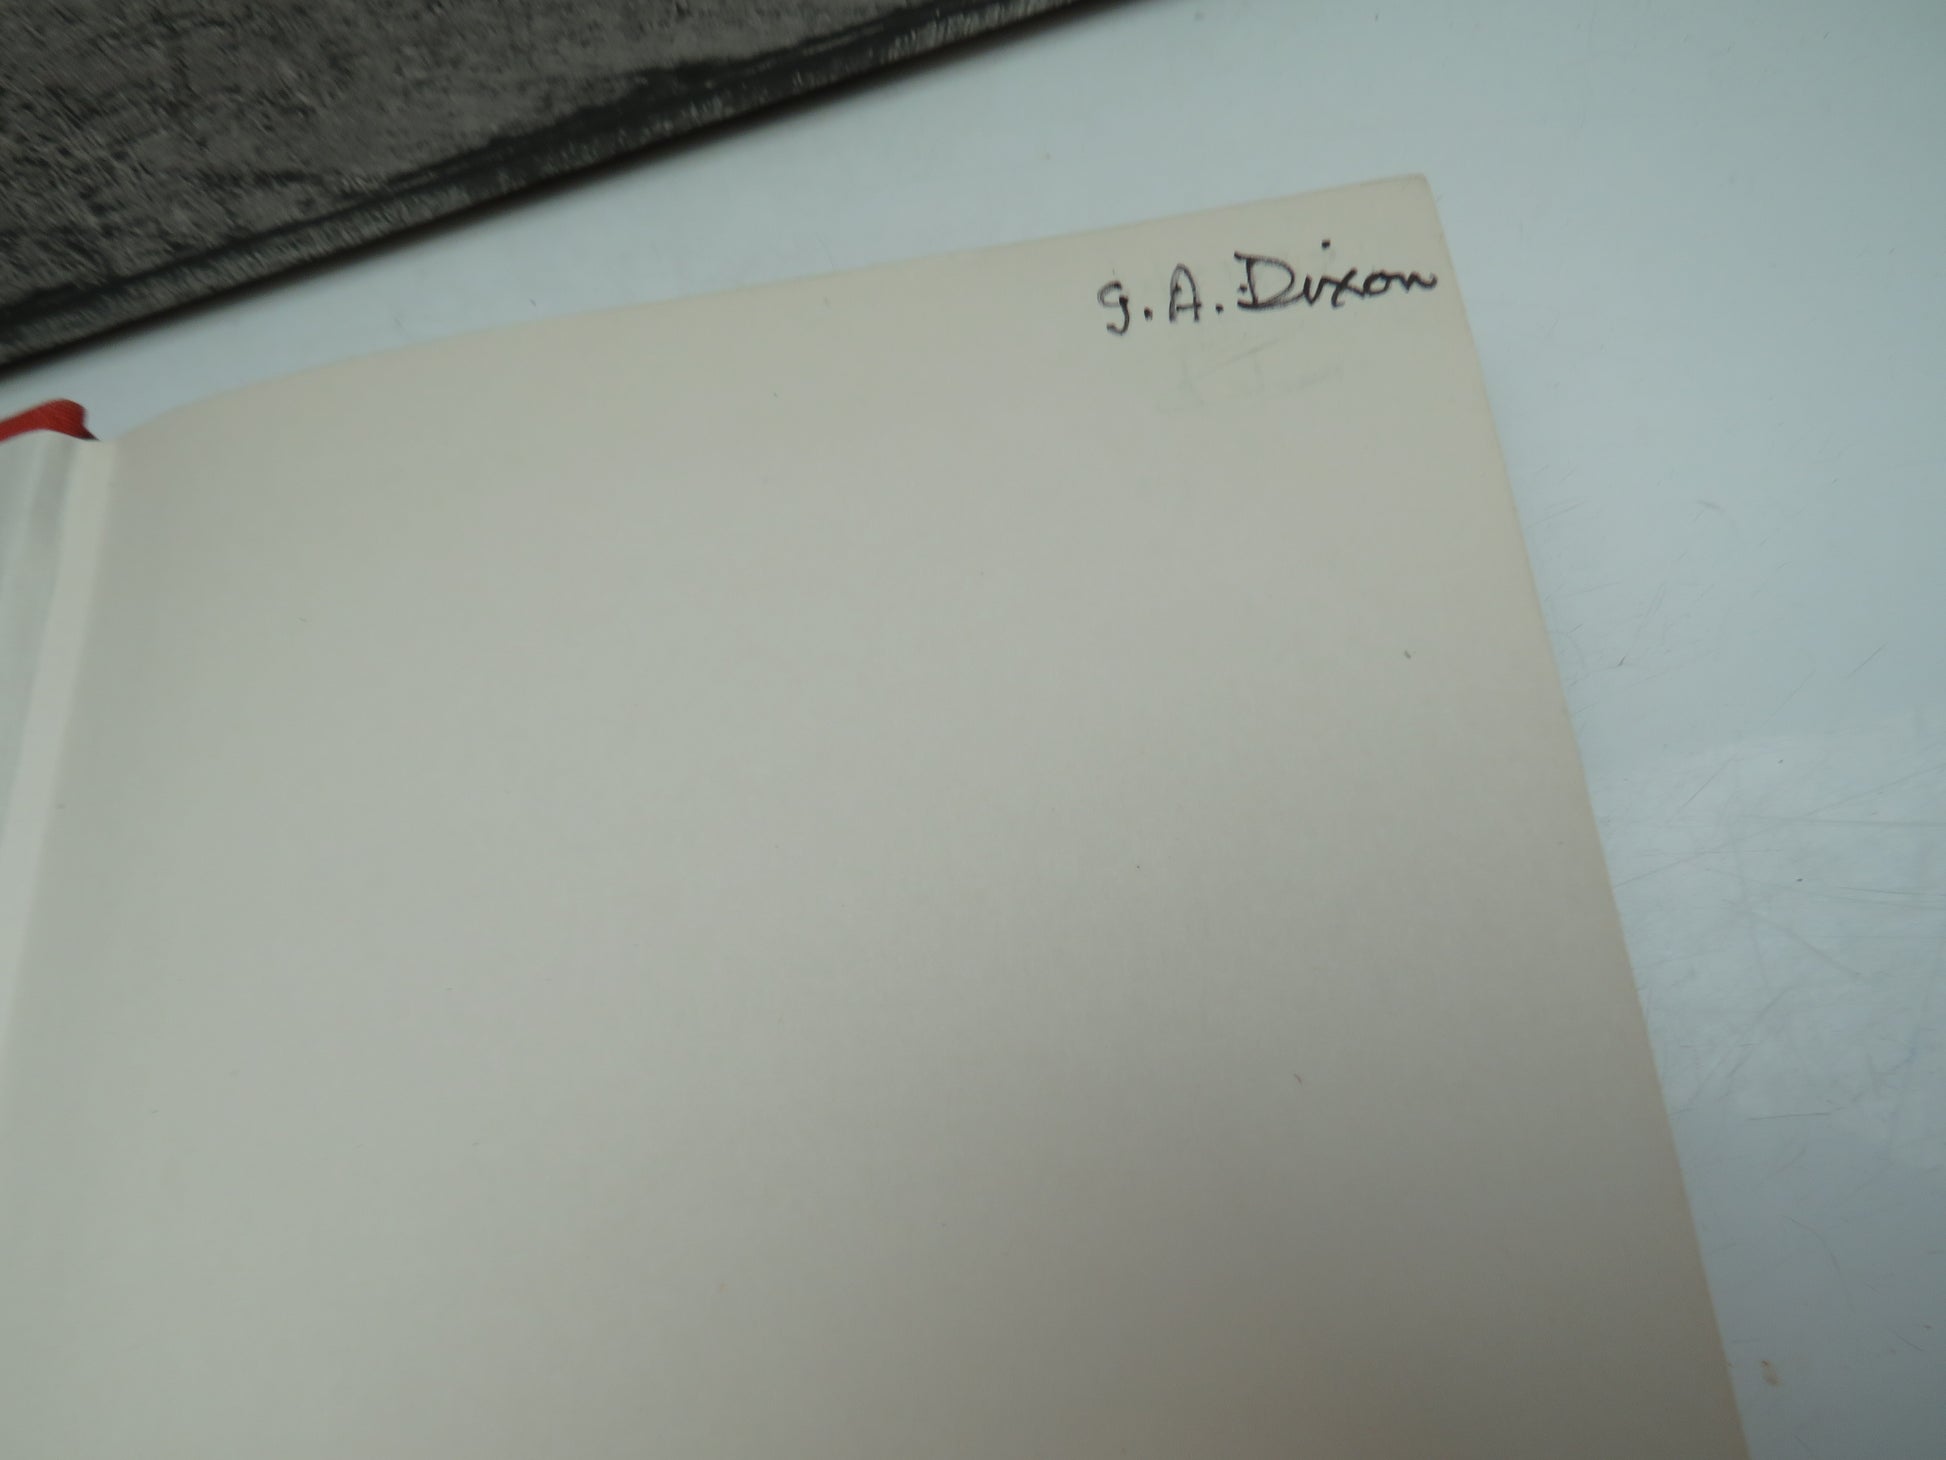 G. A. Dixon